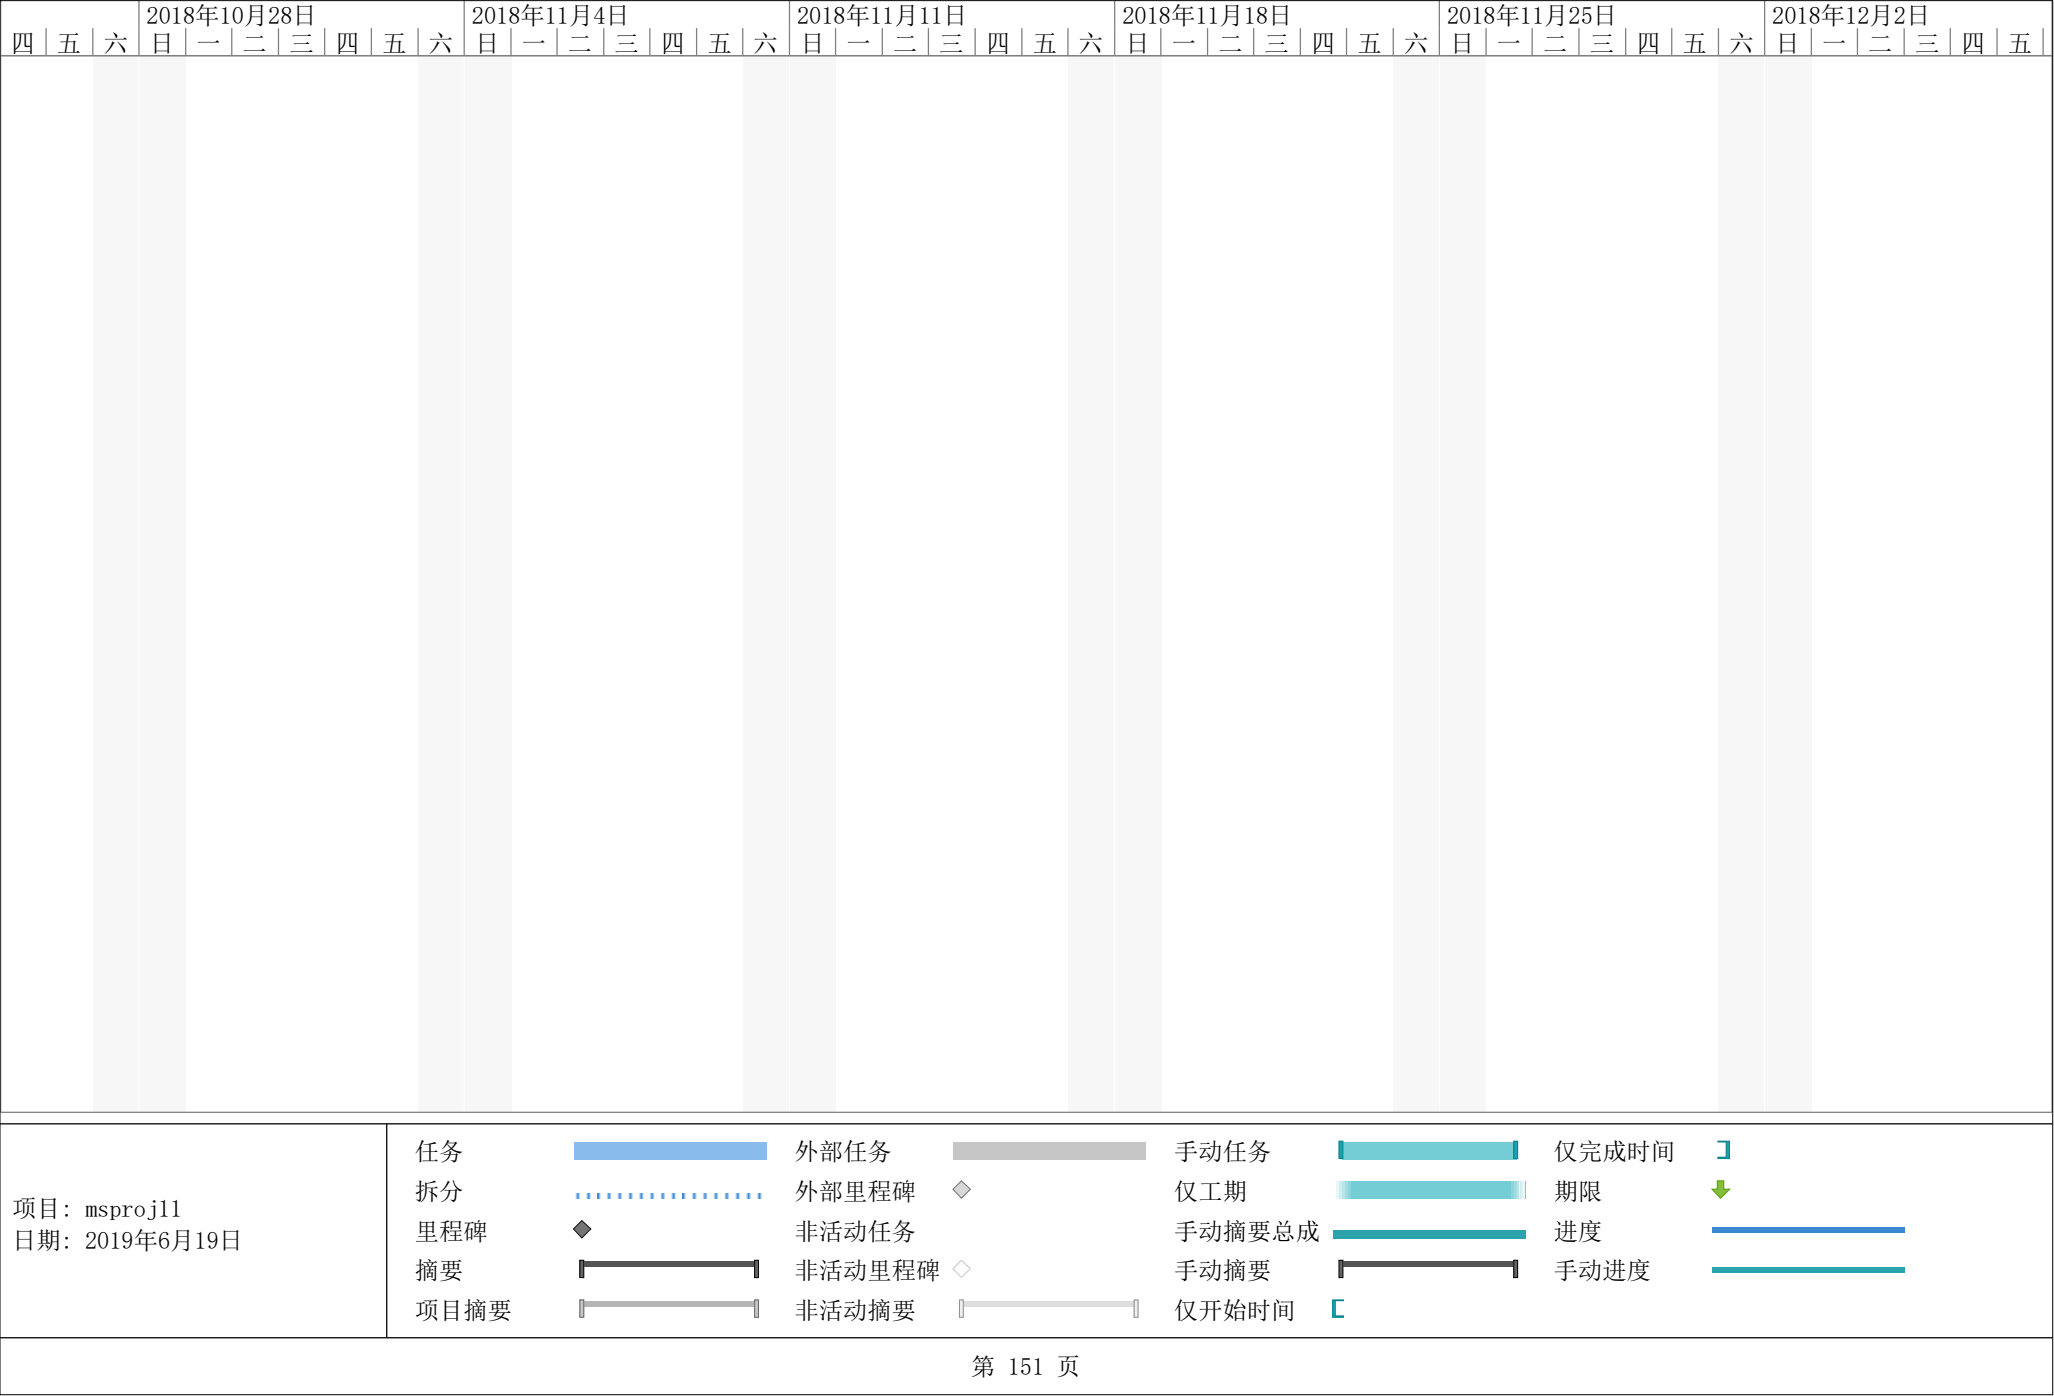 2018年10月28日 2018年11月4日 2018年11月11日 2018年11月18日 2018年11月25日 2018年12月2日
四 五 六 日 一 二 三 四 五 六 日 一 二 三 四 五 六 日 一 二 三 四 五 六 日 一 二 三 四 五 六 日 一 二 三 四 五 六 日 一 二 三 四 五
项目: msproj11
日期: 2019年6月19日
任务 外部任务 手动任务 仅完成时间
拆分 外部里程碑 仅工期 期限
里程碑 非活动任务 手动摘要总成 进度
摘要 非活动里程碑 手动摘要 手动进度
项目摘要 非活动摘要 仅开始时间
第 151 页